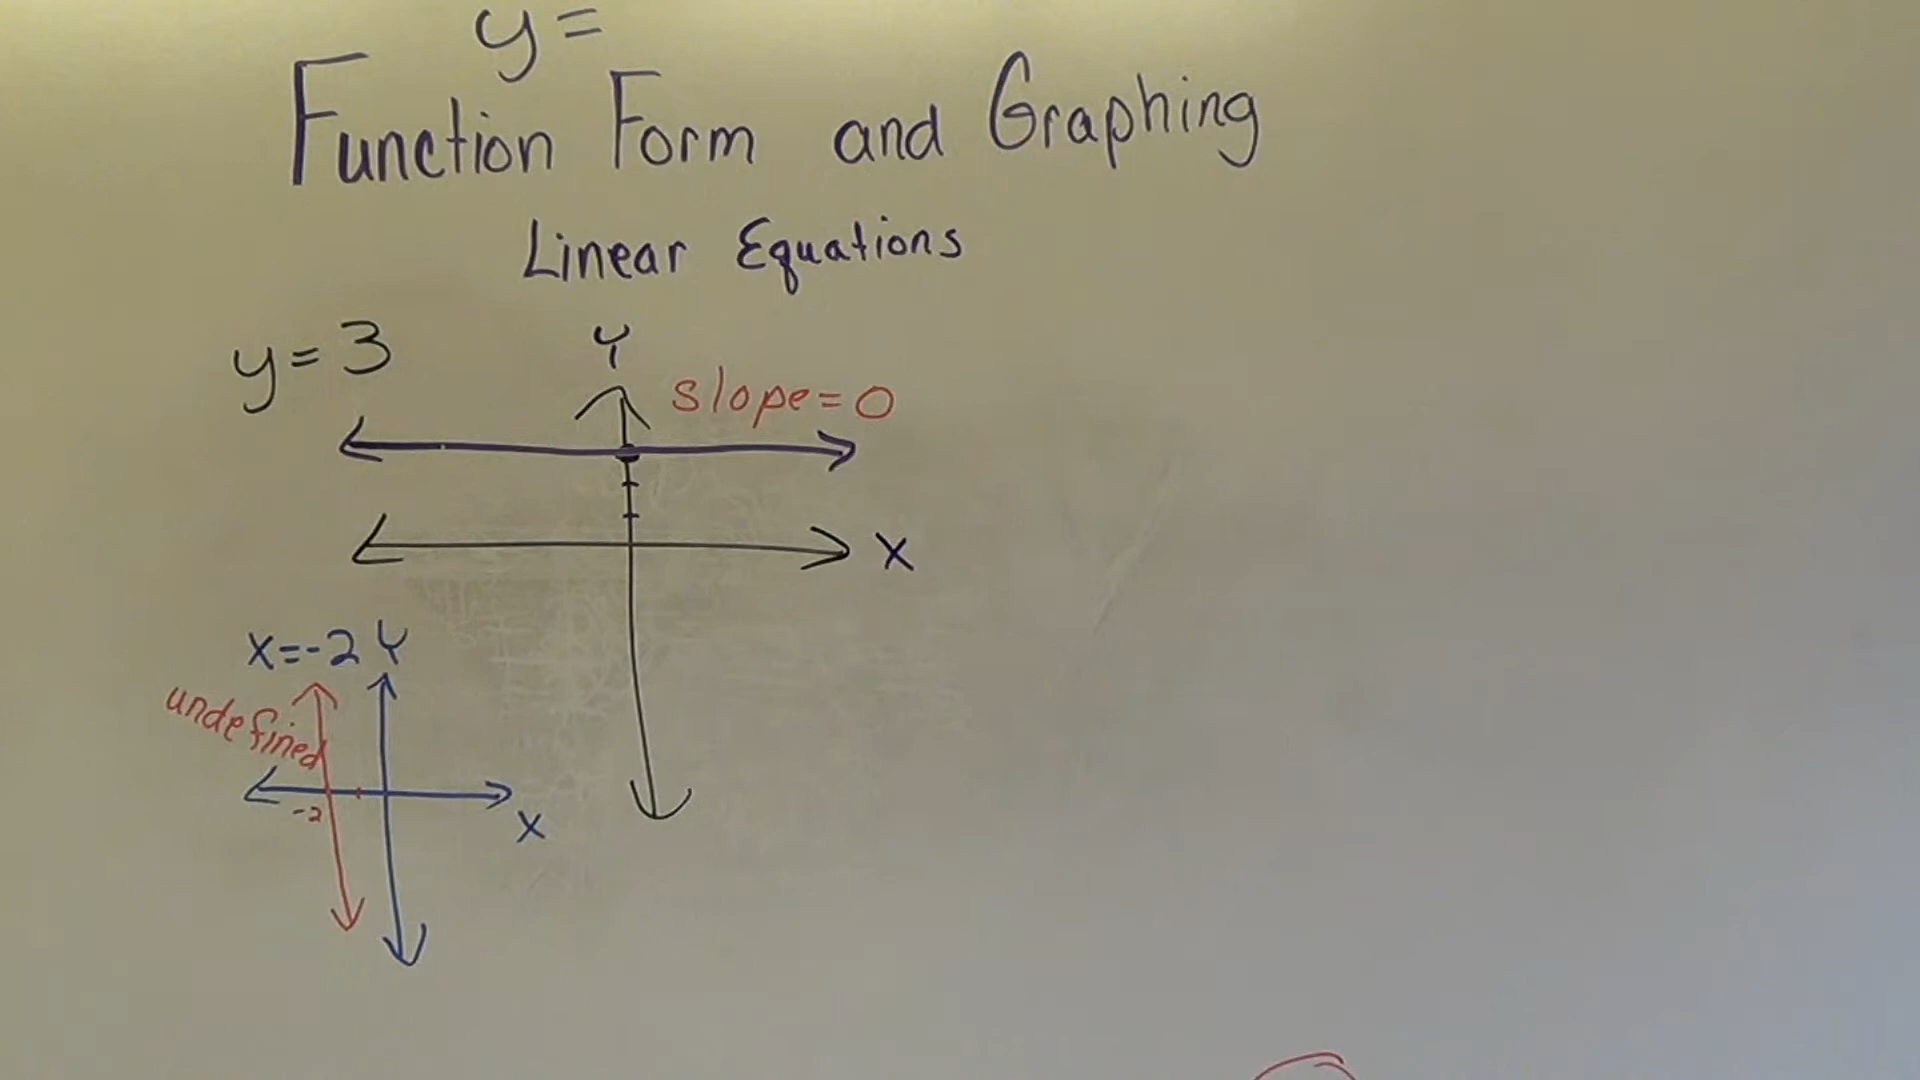 y=
Function Form and Graphing
Linear Equations
y=3
Y
slope=0
X
X=-2 Y
undefined
-2
X